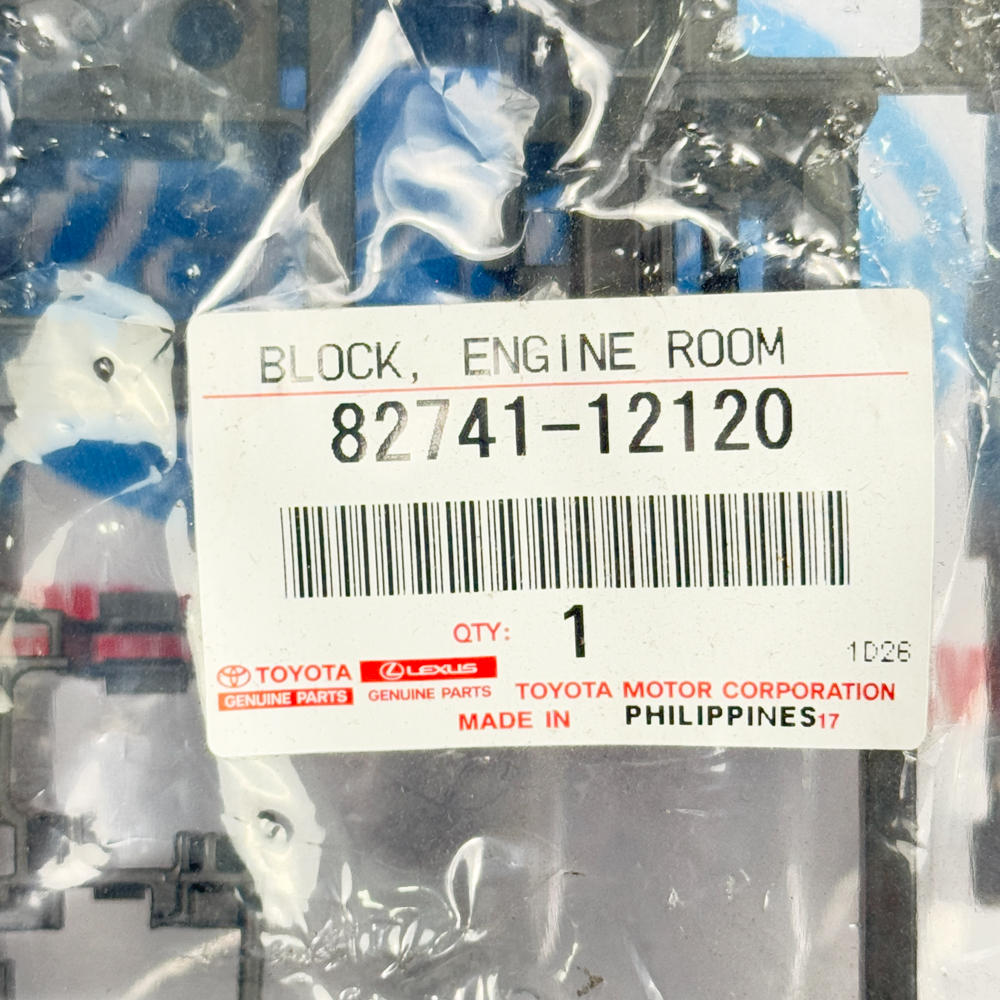 BLOCK, ENGINE ROOM
82741-12120
QTY: 1
1D26
TOYOTA LEXUS
GENUINE PARTS GENUINE PARTS TOYOTA MOTOR CORPORATION
MADE IN PHILIPPINES17